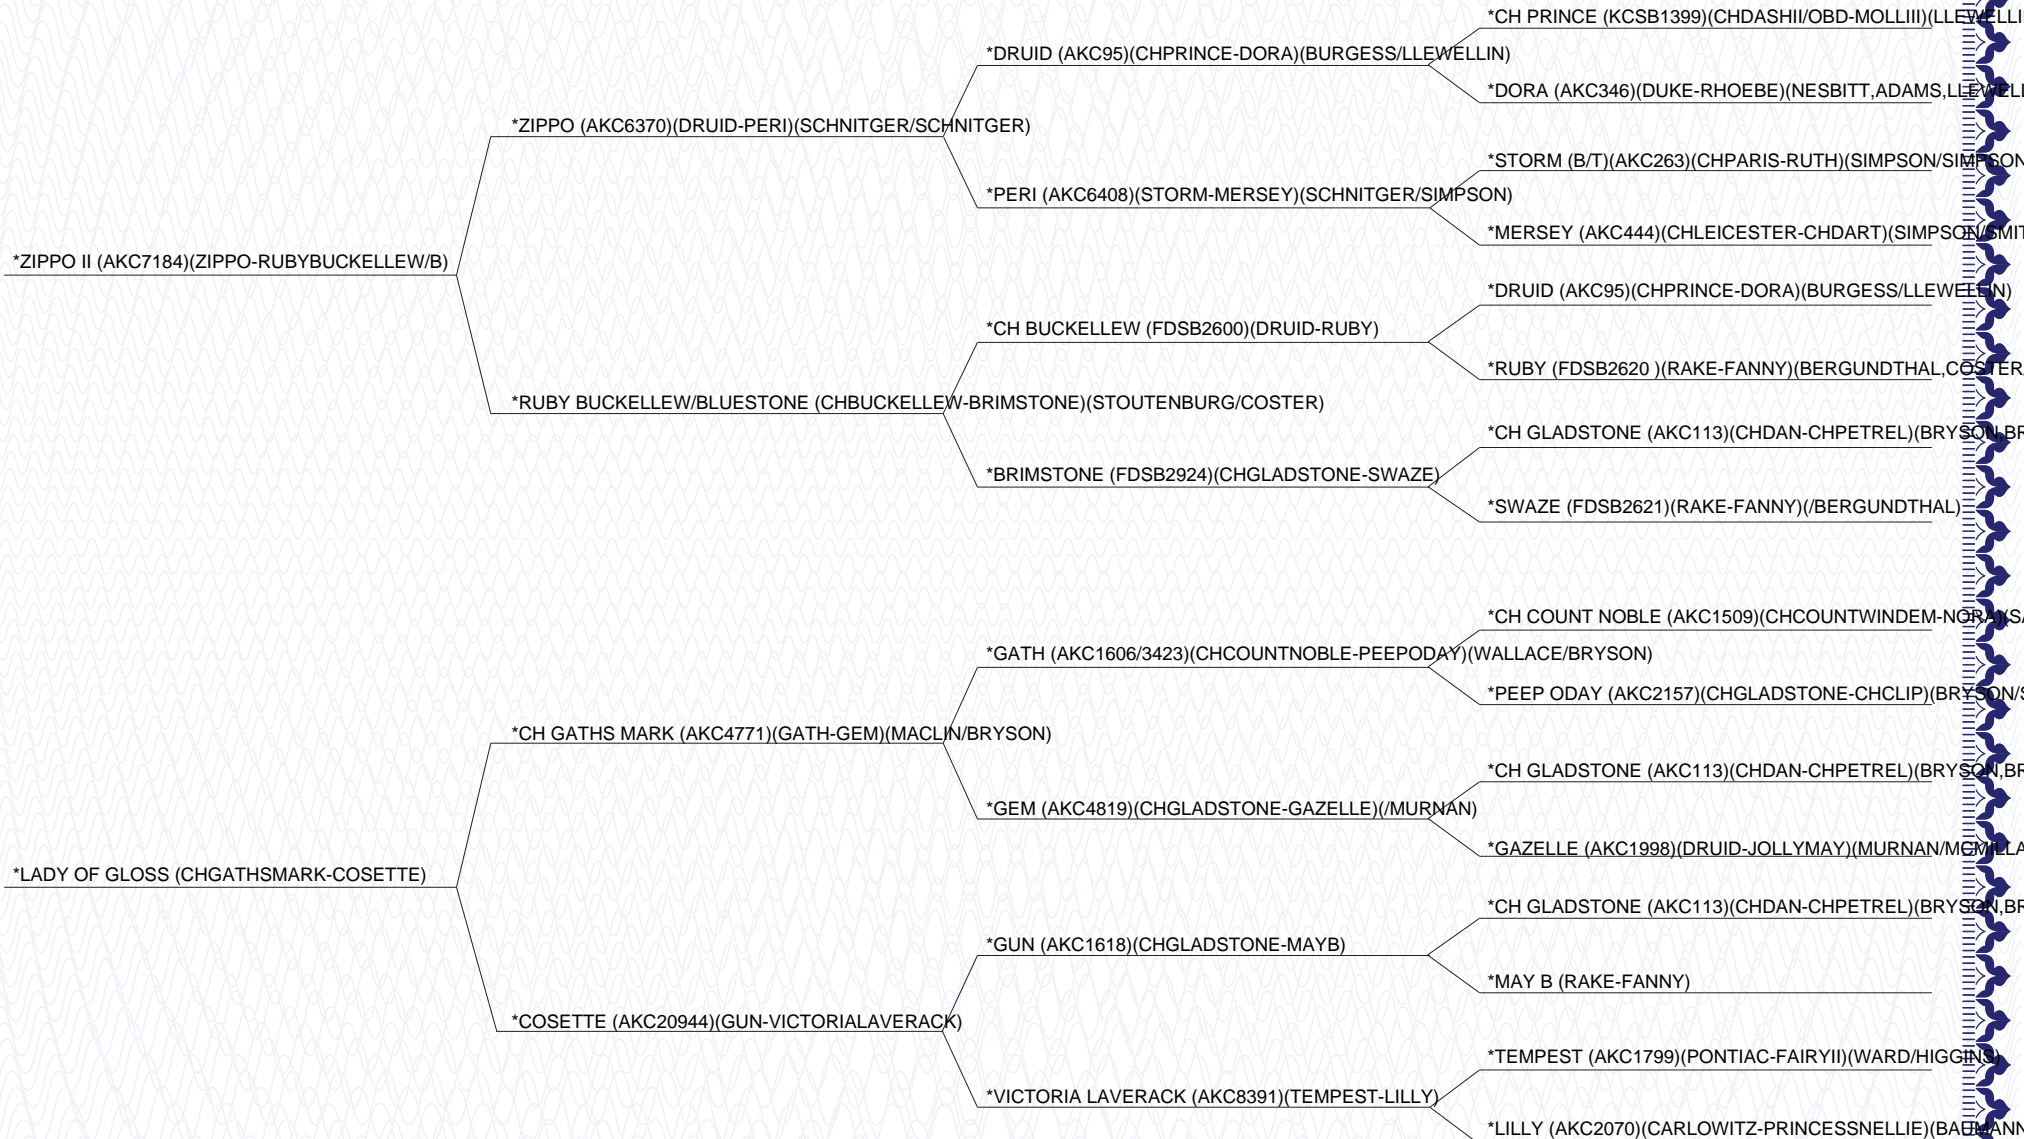 *CH PRINCE (KCSB1399)(CHDASHII/OBD-MOLLIII)
*DRUID (AKC95)(CHPRINCE-DORA)(BURGESS/LLEWELLIN)
*DORA (AKC346)(DUKE-RHOEBE)(NESBITT,ADAMS,
*ZIPPO (AKC6370)(DRUID-PERI)(SCHNITGER/SCHNITGER)
*STORM (B/T)(AKC263)(CHPARIS-RUTH)(SIMPSON/SIMPSON
*PERI (AKC6408)(STORM-MERSEY)(SCHNITGER/SIMPSON)
*MERSEY (AKC444)(CHLEICESTER-CHDART)(SIMPSON/SMIT
*ZIPPO II (AKC7184)(ZIPPO-RUBYBUCKELLEW/B)
*DRUID (AKC95)(CHPRINCE-DORA)(BURGESS/LLEWELLIN)
*CH BUCKELLEW (FDSB2600)(DRUID-RUBY)
*RUBY (FDSB2620 )(RAKE-FANNY)(BERGUNDTHAL,COSTER
*RUBY BUCKELLEW/BLUESTONE (CHBUCKELLEW-BRIMSTONE)(STOUTENBURG/COSTER)
*CH GLADSTONE (AKC113)(CHDAN-CHPETREL)(BRYSON,BR
*BRIMSTONE (FDSB2924)(CHGLADSTONE-SWAZE)
*SWAZE (FDSB2621)(RAKE-FANNY)(/BERGUNDTHAL)
*CH COUNT NOBLE (AKC1509)(CHCOUNTWINDEM-NORA)(SA
*GATH (AKC1606/3423)(CHCOUNTNOBLE-PEEPODAY)(WALLACE/BRYSON)
*PEEP ODAY (AKC2157)(CHGLADSTONE-CHCLIP)(BRYSON/S
*CH GATHS MARK (AKC4771)(GATH-GEM)(MACLIN/BRYSON)
*CH GLADSTONE (AKC113)(CHDAN-CHPETREL)(BRYSON,BR
*GEM (AKC4819)(CHGLADSTONE-GAZELLE)(/MURNAN)
*GAZELLE (AKC1998)(DRUID-JOLLYMAY)(MURNAN/MCMILLA
*LADY OF GLOSS (CHGATHSMARK-COSETTE)
*CH GLADSTONE (AKC113)(CHDAN-CHPETREL)(BRYSON,BR
*GUN (AKC1618)(CHGLADSTONE-MAYB)
*MAY B (RAKE-FANNY)
*COSETTE (AKC20944)(GUN-VICTORIALAVERACK)
*TEMPEST (AKC1799)(PONTIAC-FAIRYII)(WARD/HIGGINS)
*VICTORIA LAVERACK (AKC8391)(TEMPEST-LILLY)
*LILLY (AKC2070)(CARLOWITZ-PRINCESSNELLIE)(BAUMANN